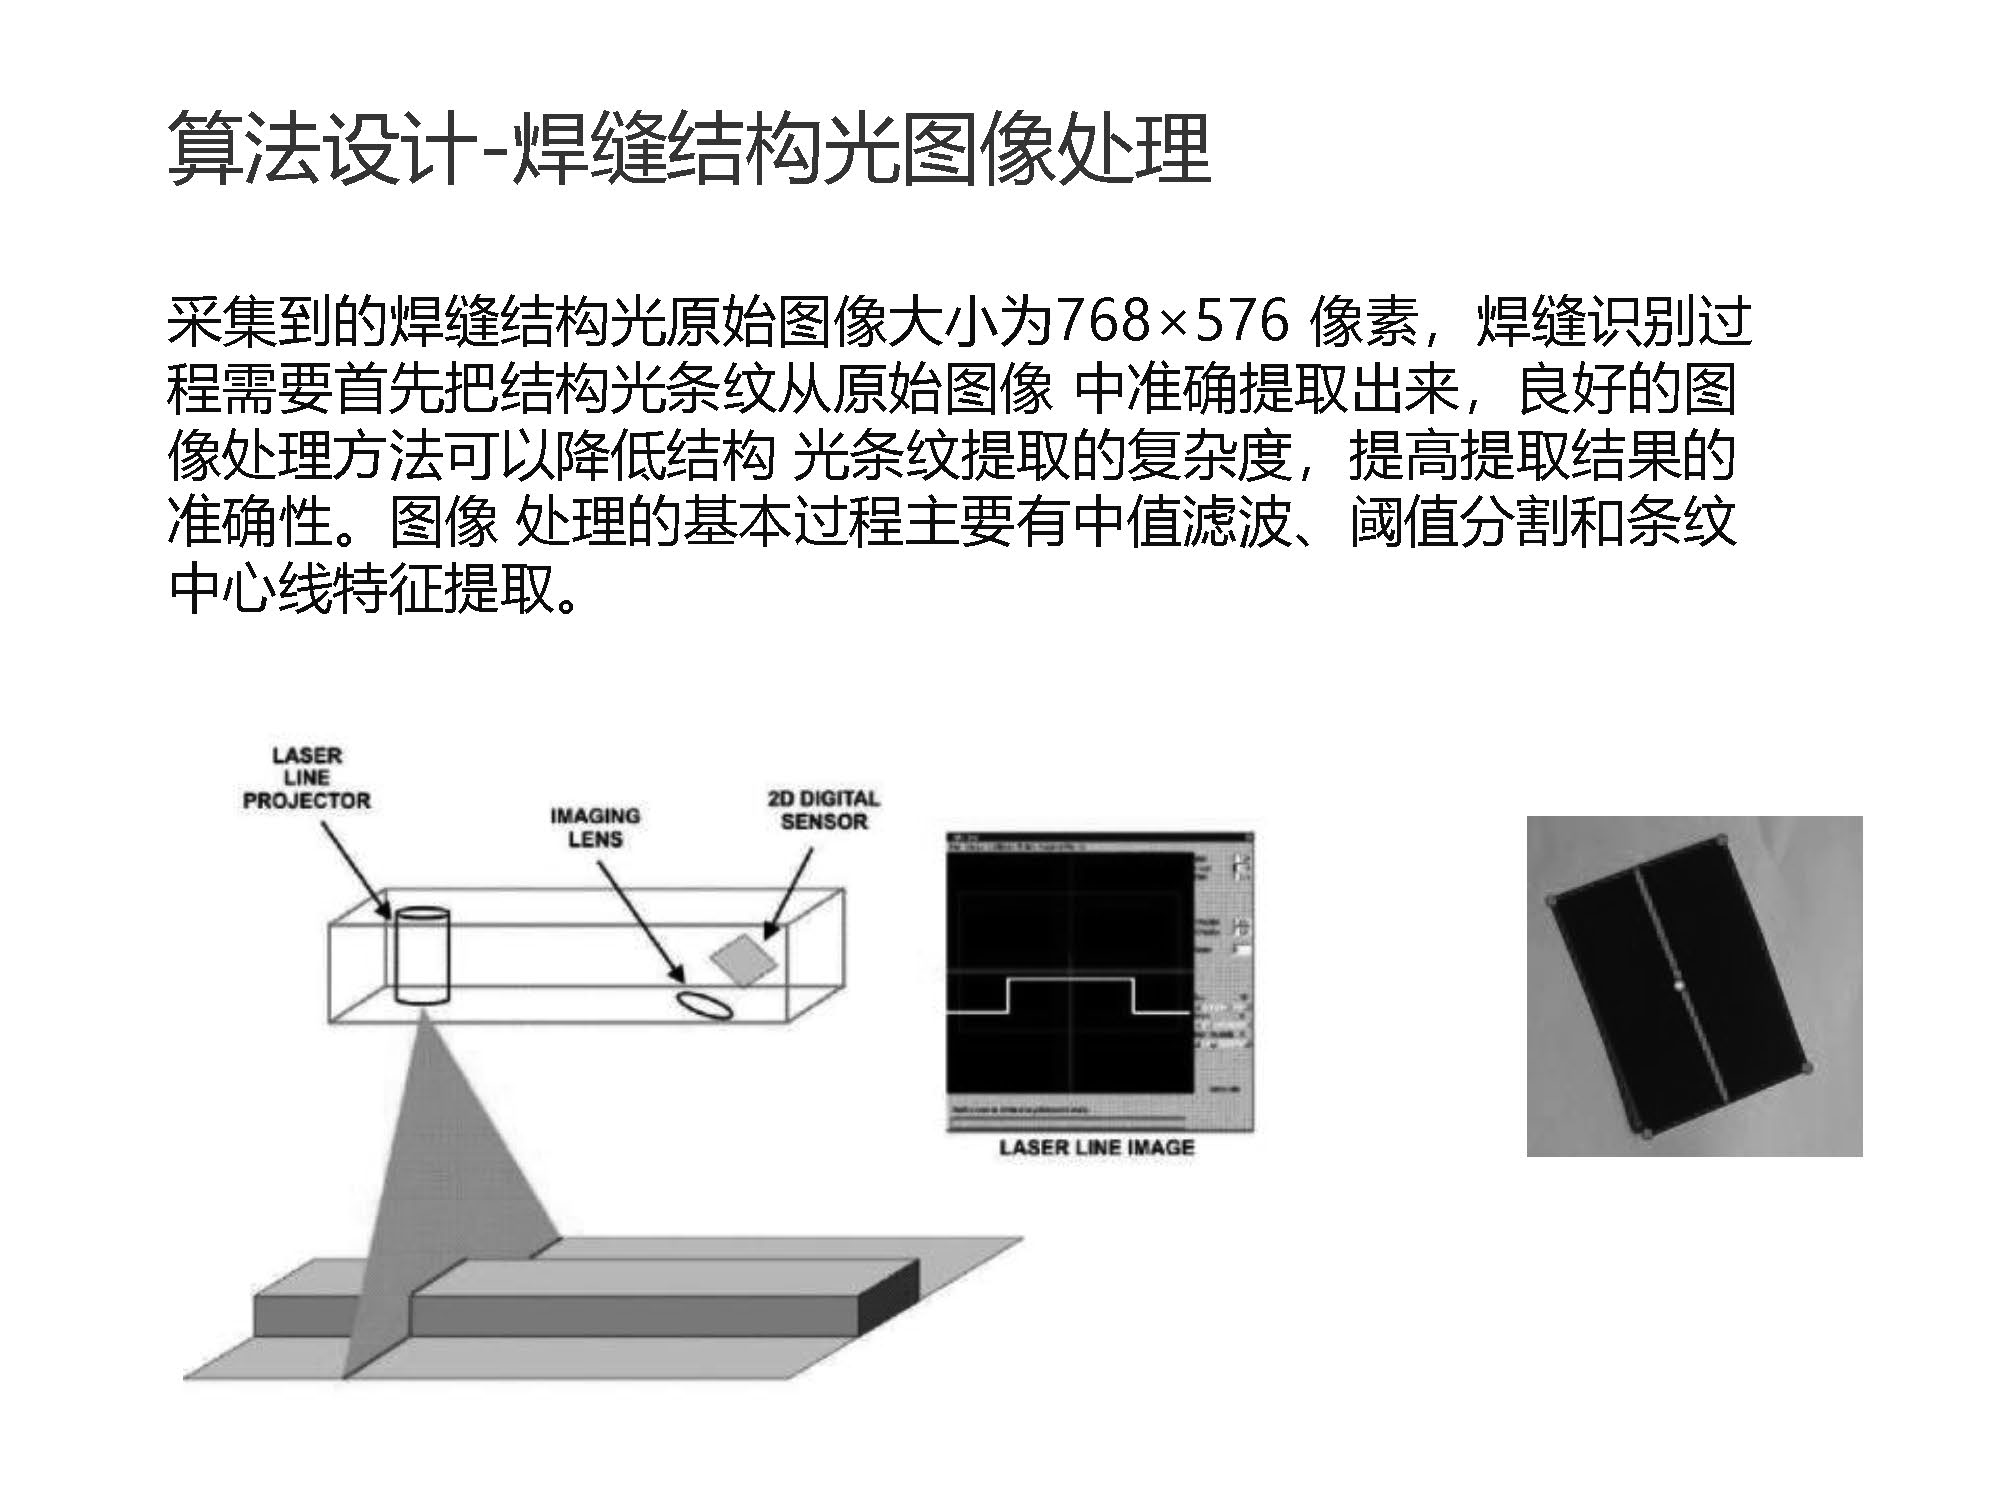 算法设计-焊缝结构光图像处理
采集到的焊缝结构光原始图像大小为768×576 像素，焊缝识别过
程需要首先把结构光条纹从原始图像 中准确提取出来，良好的图
像处理方法可以降低结构 光条纹提取的复杂度，提高提取结果的
准确性。图像 处理的基本过程主要有中值滤波、阈值分割和条纹
中心线特征提取。
LASER
LINE
PROJECTOR
IMAGING
LENS
2D DIGITAL
SENSOR
LASER LINE IMAGE